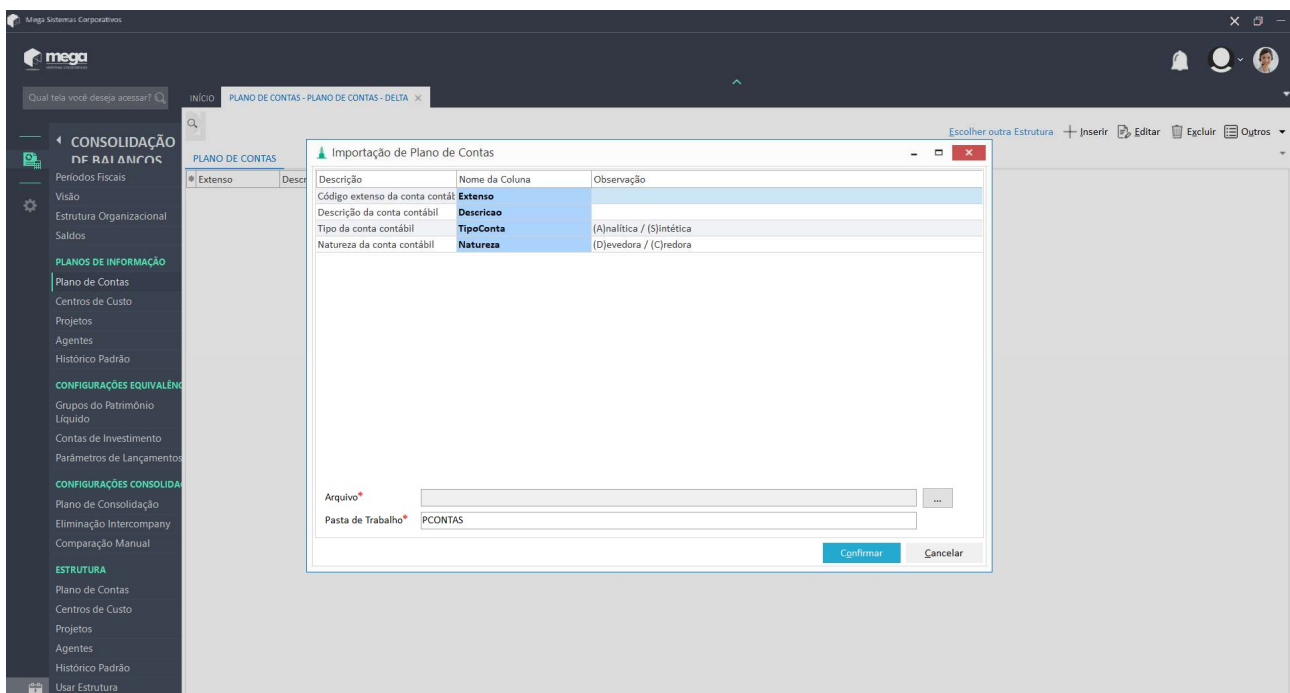 Mega Sistemas Corporativos
mega
Qual tela você deseja acessar?
INÍCIO PLANO DE CONTAS - PLANO DE CONTAS - DELTA
CONSOLIDAÇÃO
DE BALANÇOS
Períodos Fiscais
Visão
Estrutura Organizacional
Saldos
PLANOS DE INFORMAÇÃO
Plano de Contas
Centros de Custo
Projetos
Agentes
Histórico Padrão
CONFIGURAÇÕES EQUIVALÊNC
Grupos do Patrimônio
Líquido
Contas de Investimento
Parâmetros de Lançamentos
CONFIGURAÇÕES CONSOLIDA
Plano de Consolidação
Eliminação Intercompany
Comparação Manual
ESTRUTURA
Plano de Contas
Centros de Custo
Projetos
Agentes
Histórico Padrão
Usar Estrutura
Escolher outra Estrutura Inserir Editar Excluir Outros
PLANO DE CONTAS
Extenso Descr
Importação de Plano de Contas
Descrição Nome da Coluna Observação
Código extenso da conta contáb Extenso
Descrição da conta contábil Descricao
Tipo da conta contábil TipoConta (A)nalítica / (S)intética
Natureza da conta contábil Natureza (D)evedora / (C)redora
Arquivo* ...
Pasta de Trabalho* PCONTAS
Confirmar Cancelar